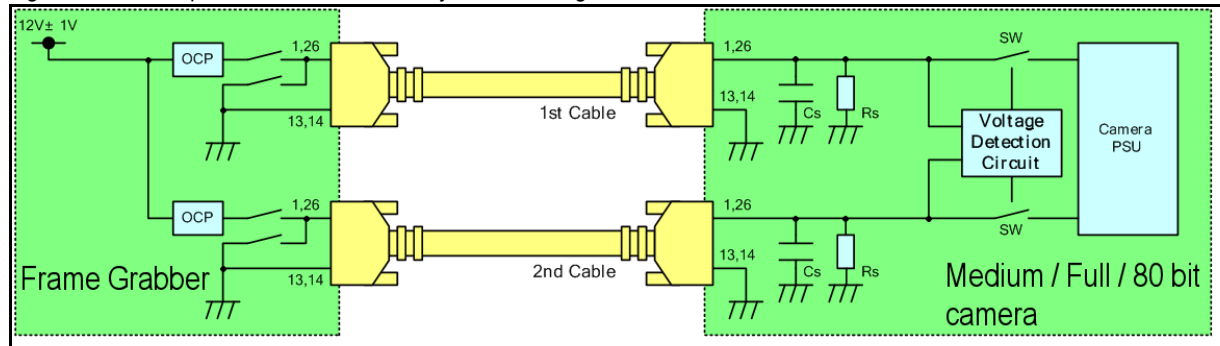 12V± 1V
OCP
1,26
13,14
1st Cable
1,26
13,14
Cs
Rs
SW
Voltage
Detection
Circuit
Camera
PSU
OCP
1,26
13,14
2nd Cable
1,26
13,14
Cs
Rs
SW
Frame Grabber
Medium / Full / 80 bit
camera